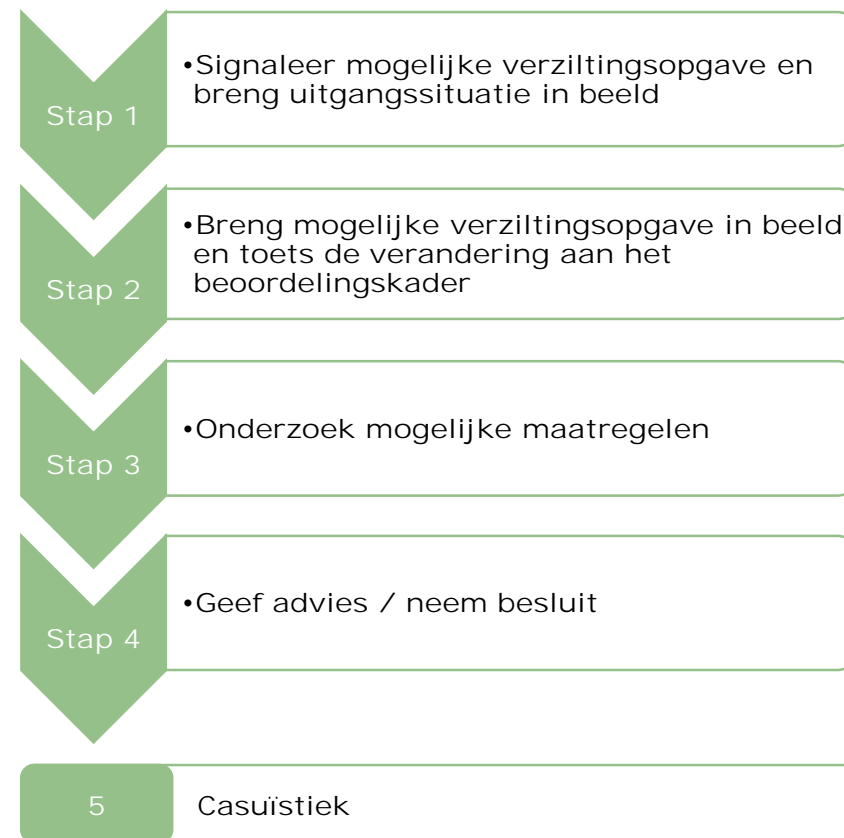 Stap 1
•Signaleer mogelijke verziltingsopgave en
breng uitgangssituatie in beeld
Stap 2
•Breng mogelijke verziltingsopgave in beeld
en toets de verandering aan het
beoordelingskader
Stap 3
•Onderzoek mogelijke maatregelen
Stap 4
•Geef advies / neem besluit
5
Casuïstiek